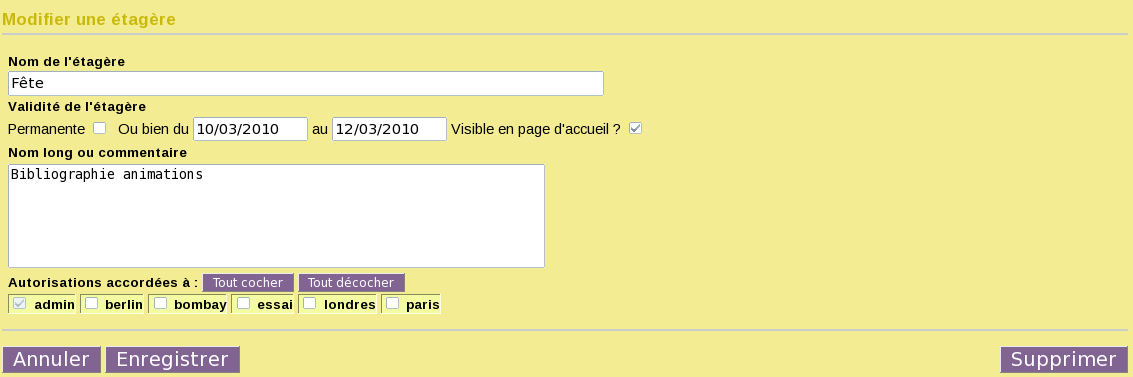 Modifier une étagère
Nom de l'étagère
Fête
Validité de l'étagère
Permanente Ou bien du 10/03/2010 au 12/03/2010 Visible en page d'accueil ?
Nom long ou commentaire
Bibliographie animations
Autorisations accordées à : Tout cocher Tout décocher
admin berlin bombay essai londres paris
Annuler Enregistrer Supprimer